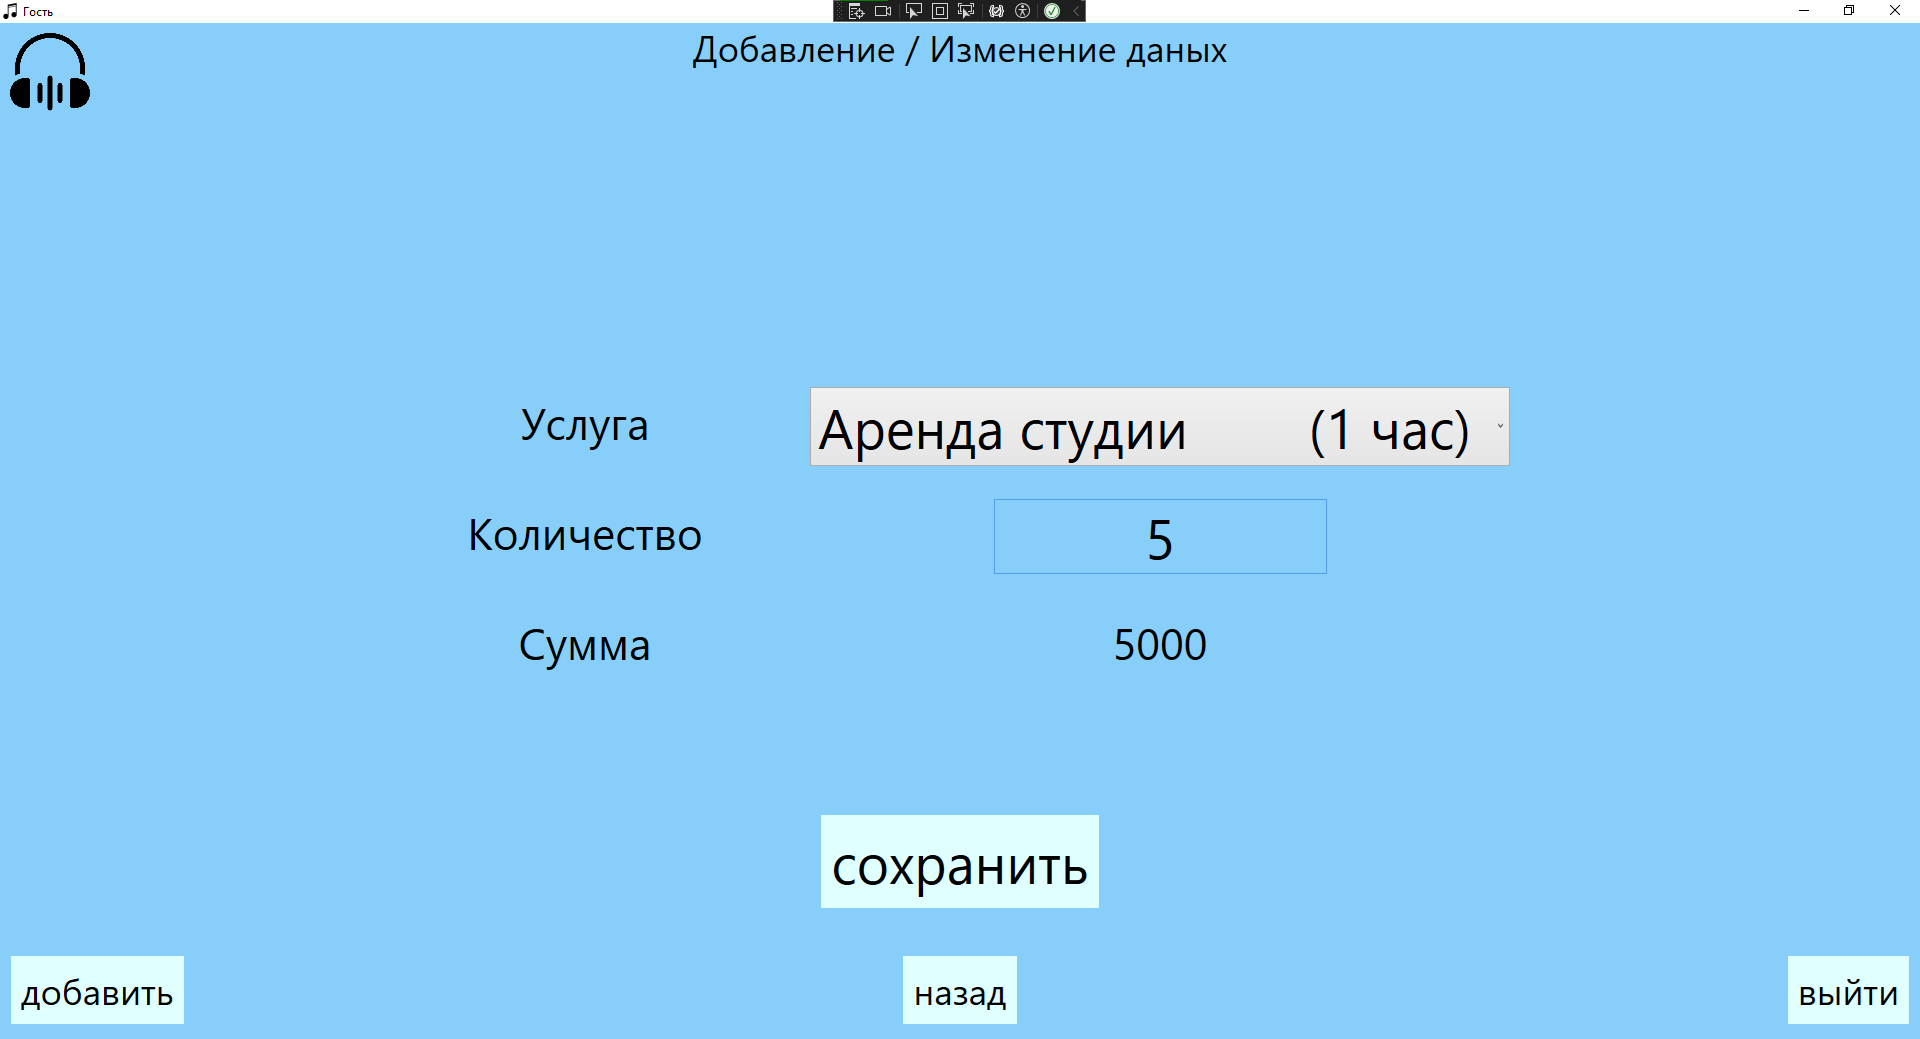 Гость
Добавление / Изменение даных
Услуга
Аренда студии (1 час)
Количество
5
Сумма
5000
сохранить
добавить
назад
выйти